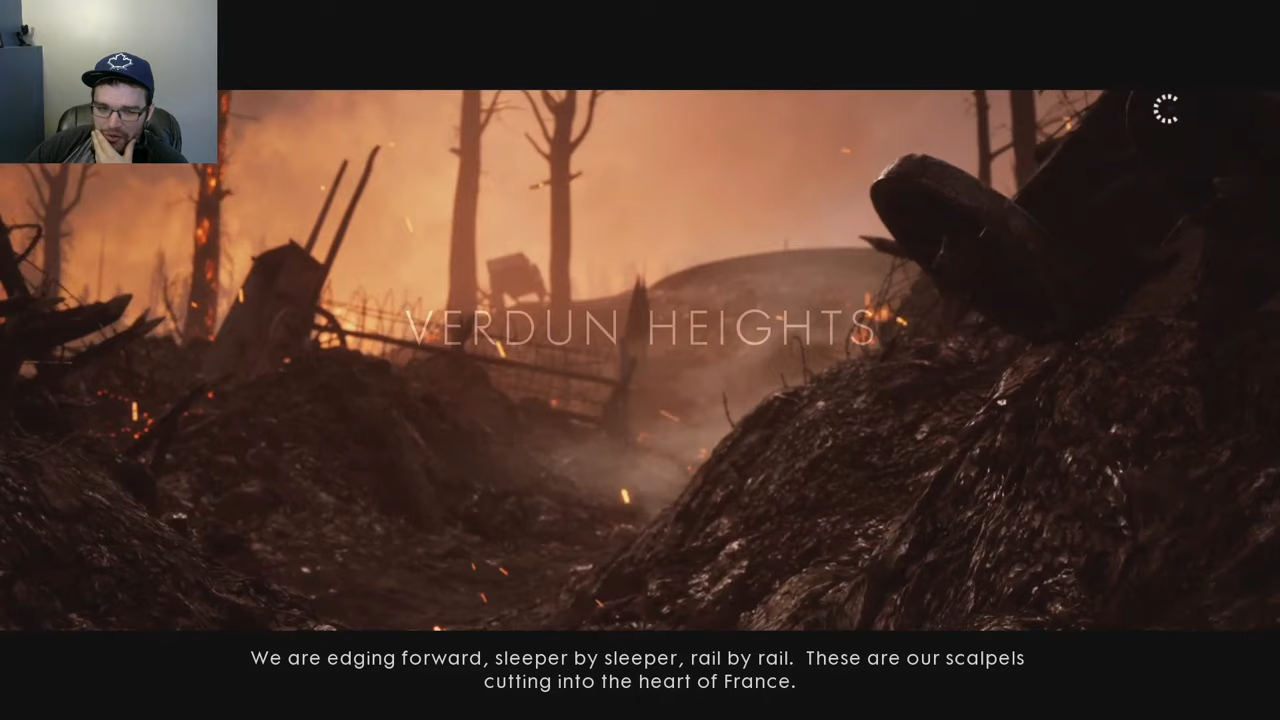 VERDUN HEIGHTS
We are edging forward, sleeper by sleeper, rail by rail.  These are our scalpels
cutting into the heart of France.